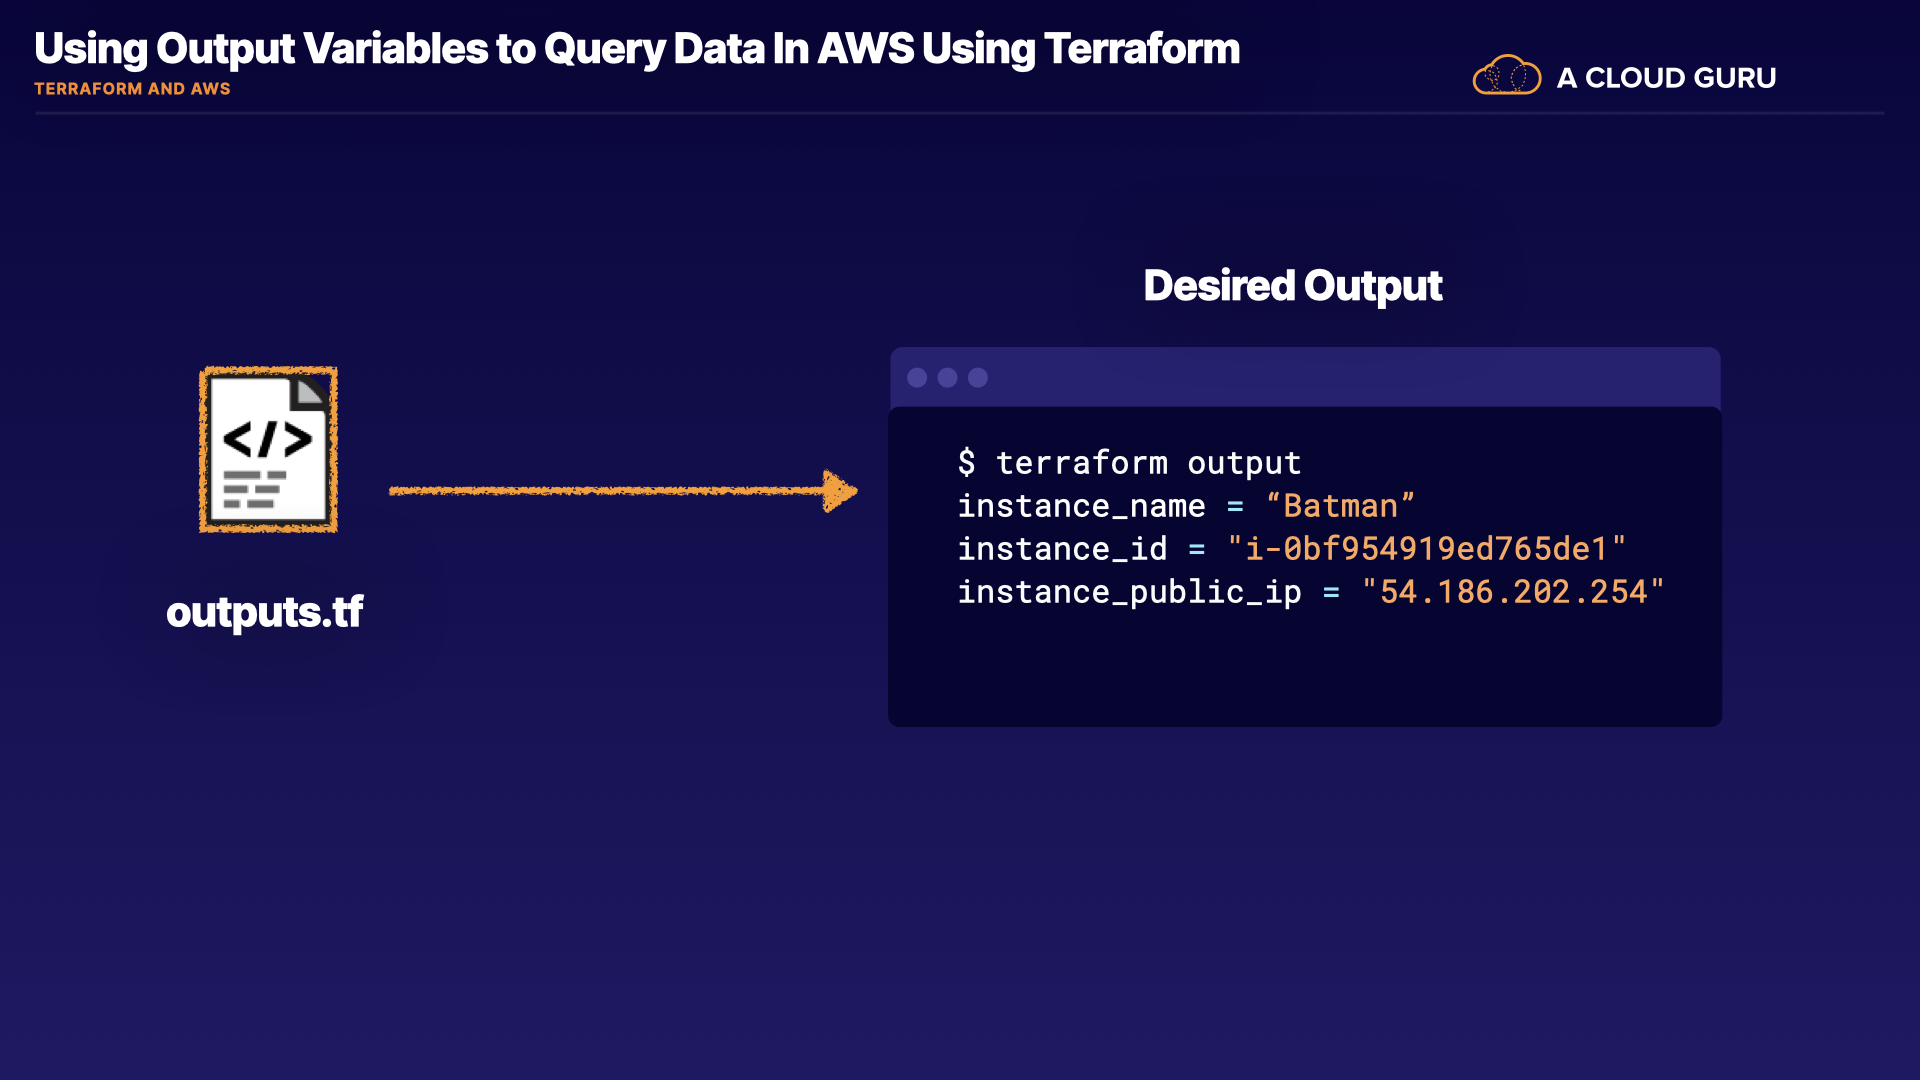 Using Output Variables to Query Data In AWS Using Terraform
TERRAFORM AND AWS
A CLOUD GURU
Desired Output
</>
outputs.tf
$ terraform output
instance_name = “Batman”
instance_id = "i-0bf954919ed765de1"
instance_public_ip = "54.186.202.254"